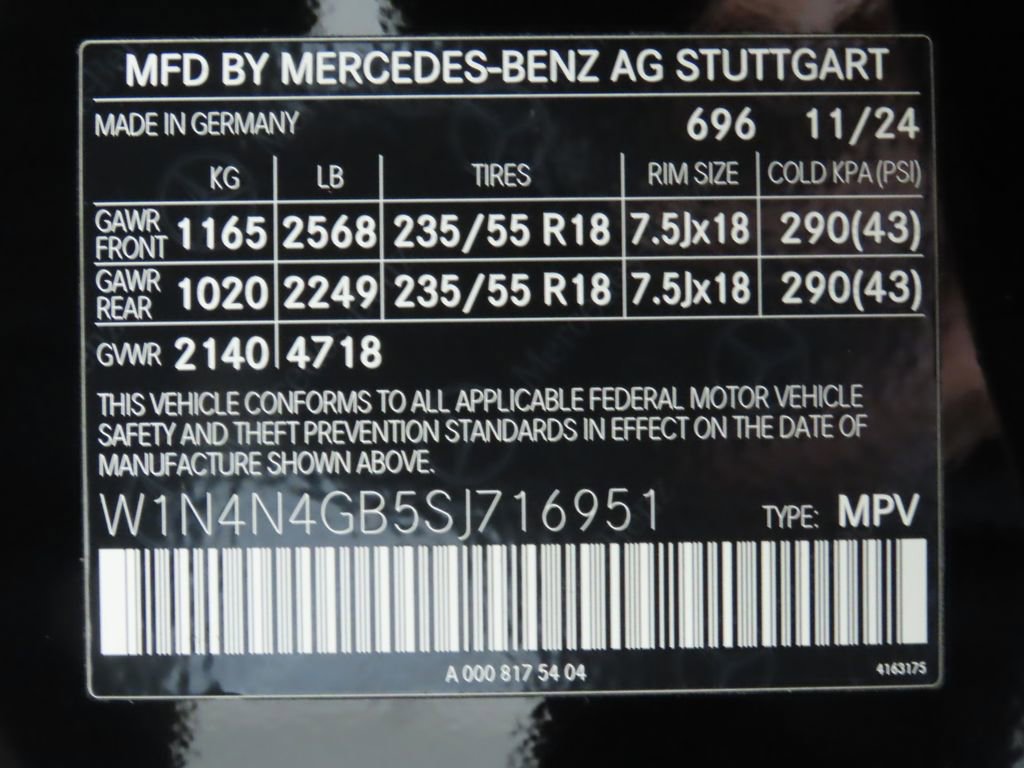 MFD BY MERCEDES-BENZ AG STUTTGART
MADE IN GERMANY 696 11/24
KG LB TIRES RIM SIZE COLD KPA (PSI)
GAWR FRONT 1165 2568 235/55 R18 7.5Jx18 290(43)
GAWR REAR 1020 2249 235/55 R18 7.5Jx18 290(43)
GVWR 2140 4718
THIS VEHICLE CONFORMS TO ALL APPLICABLE FEDERAL MOTOR VEHICLE
SAFETY AND THEFT PREVENTION STANDARDS IN EFFECT ON THE DATE OF
MANUFACTURE SHOWN ABOVE.
W1N4N4GB5SJ716951 TYPE: MPV
A 000 817 54 04 4163175